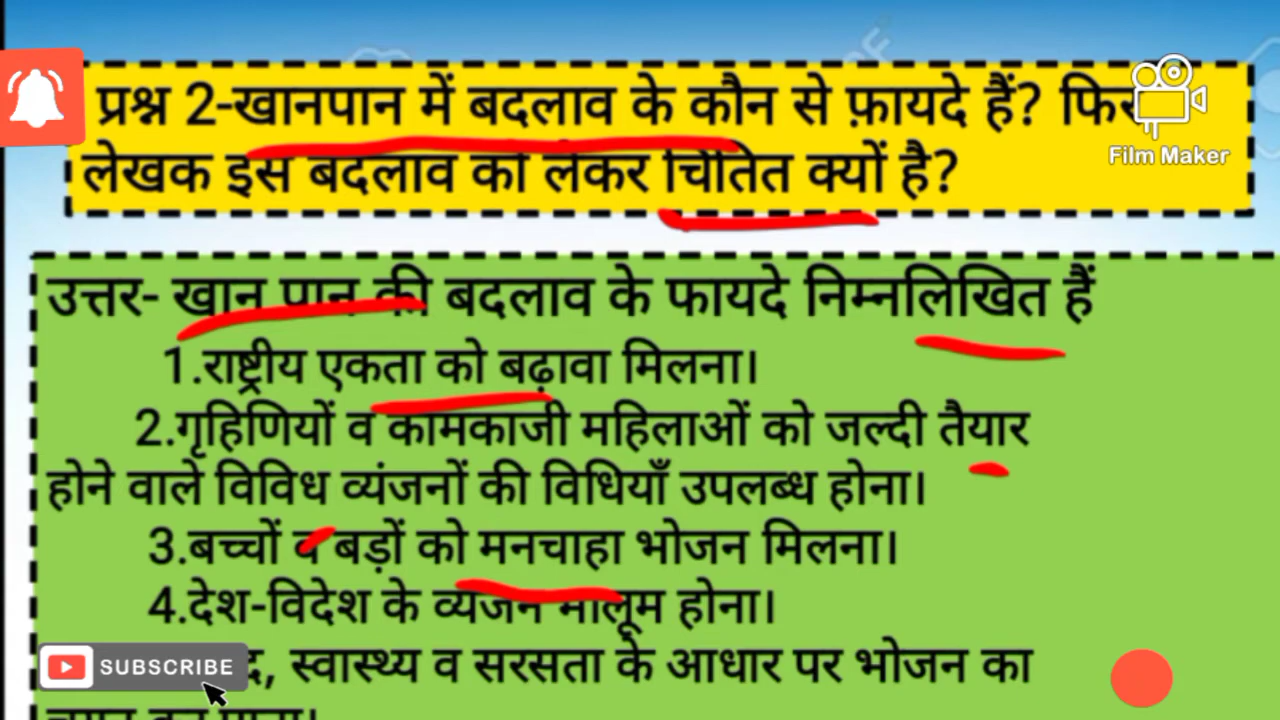 प्रश्न 2-खानपान में बदलाव के कौन से फ़ायदे हैं? फिर
लेखक इस बदलाव को लेकर चिंतित क्यों है?
Film Maker
उत्तर- खान पान की बदलाव के फायदे निम्नलिखित हैं
1.राष्ट्रीय एकता को बढ़ावा मिलना।
2.गृहिणियों व कामकाजी महिलाओं को जल्दी तैयार
होने वाले विविध व्यंजनों की विधियाँ उपलब्ध होना।
3.बच्चों व बड़ों को मनचाहा भोजन मिलना।
4.देश-विदेश के व्यंजन मालूम होना।
स्वास्थ्य व सरसता के आधार पर भोजन का
SUBSCRIBE